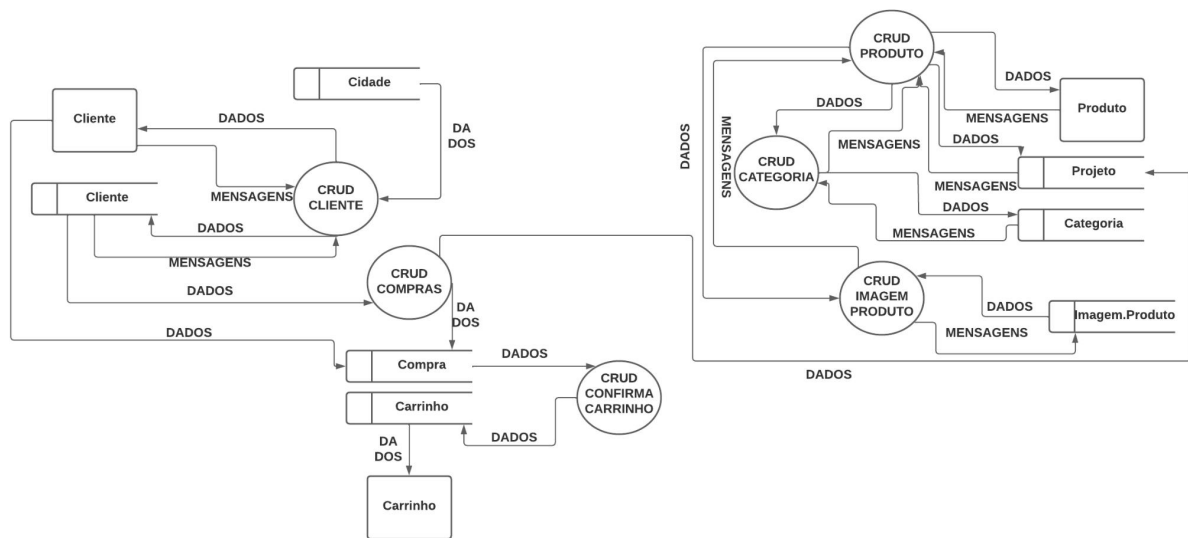 CRUD
PRODUTO
Cidade
DADOS
Cliente
DADOS
DA
DOS
DADOS
Produto
MENSAGENS
DADOS
MENSAGENS
DADOS
MENSAGENS
CRUD
CATEGORIA
DADOS
MENSAGENS
Projeto
Cliente
MENSAGENS
CRUD
CLIENTE
DADOS
DADOS
Categoria
MENSAGENS
MENSAGENS
CRUD
COMPRAS
DADOS
CRUD
IMAGEM
PRODUTO
DADOS
Imagem.Produto
MENSAGENS
DA
DOS
DADOS
Compra
DADOS
CRUD
CONFIRMA
CARRINHO
DADOS
Carrinho
DADOS
DA
DOS
Carrinho